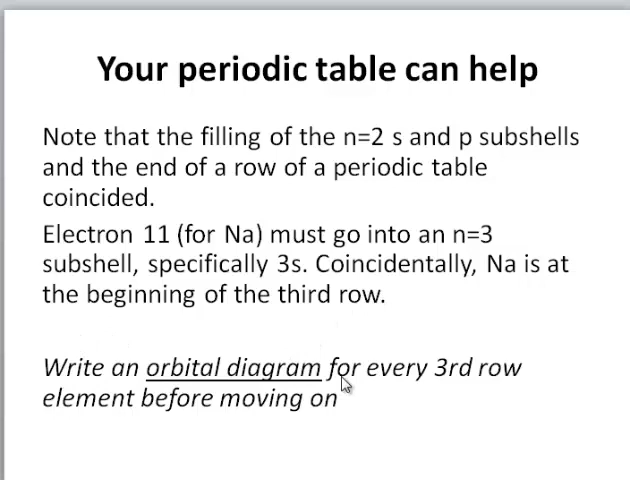 Your periodic table can help
Note that the filling of the n=2 s and p subshells
and the end of a row of a periodic table
coincided.
Electron 11 (for Na) must go into an n=3
subshell, specifically 3s. Coincidentally, Na is at
the beginning of the third row.
Write an orbital diagram for every 3rd row
element before moving on